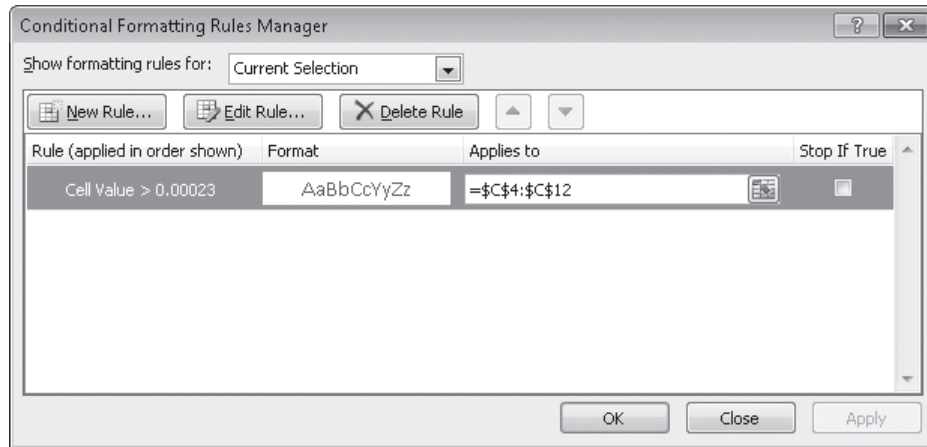 Conditional Formatting Rules Manager
Show formatting rules for: Current Selection
New Rule... Edit Rule... Delete Rule
Rule (applied in order shown) Format Applies to Stop If True
Cell Value > 0.00023 AaBbCcYyZz =$C$4:$C$12
OK Close Apply